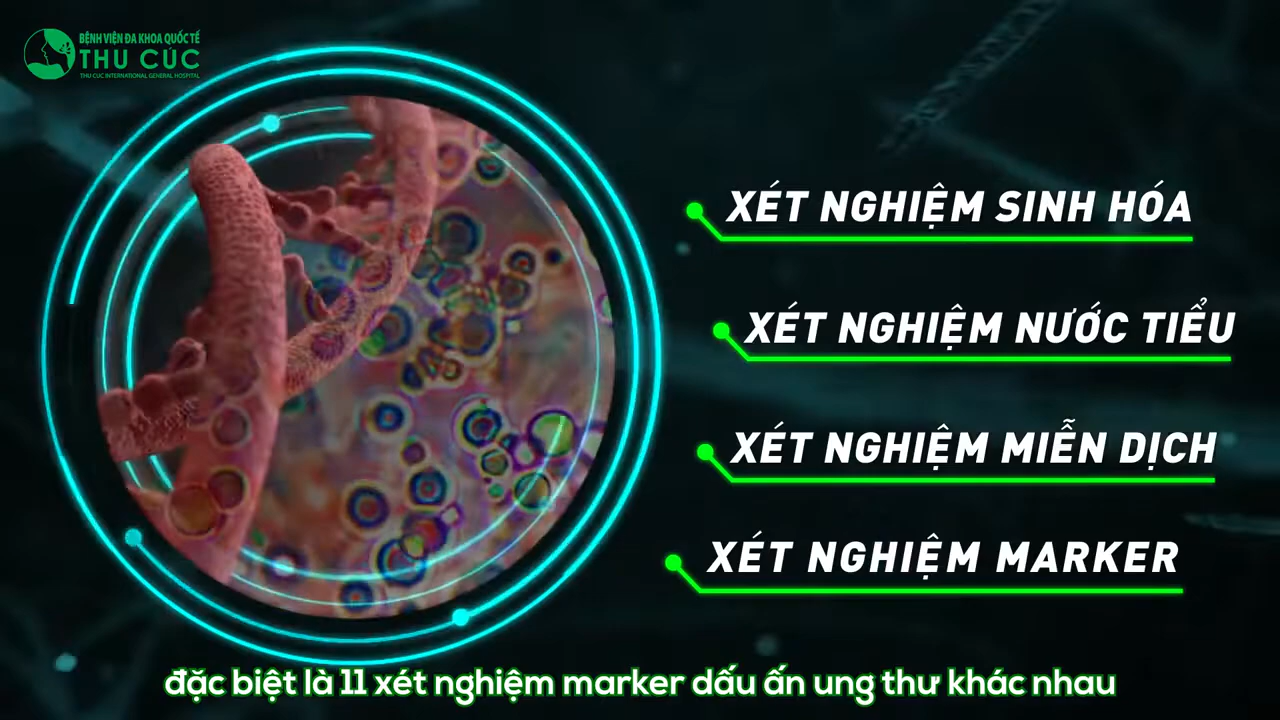 BỆNH VIỆN ĐA KHOA QUỐC TẾ
THU CÚC
THU CUC INTERNATIONAL GENERAL HOSPITAL
XÉT NGHIỆM SINH HÓA
XÉT NGHIỆM NƯỚC TIỂU
XÉT NGHIỆM MIỄN DỊCH
XÉT NGHIỆM MARKER
đặc biệt là 11 xét nghiệm marker dấu ấn ung thư khác nhau